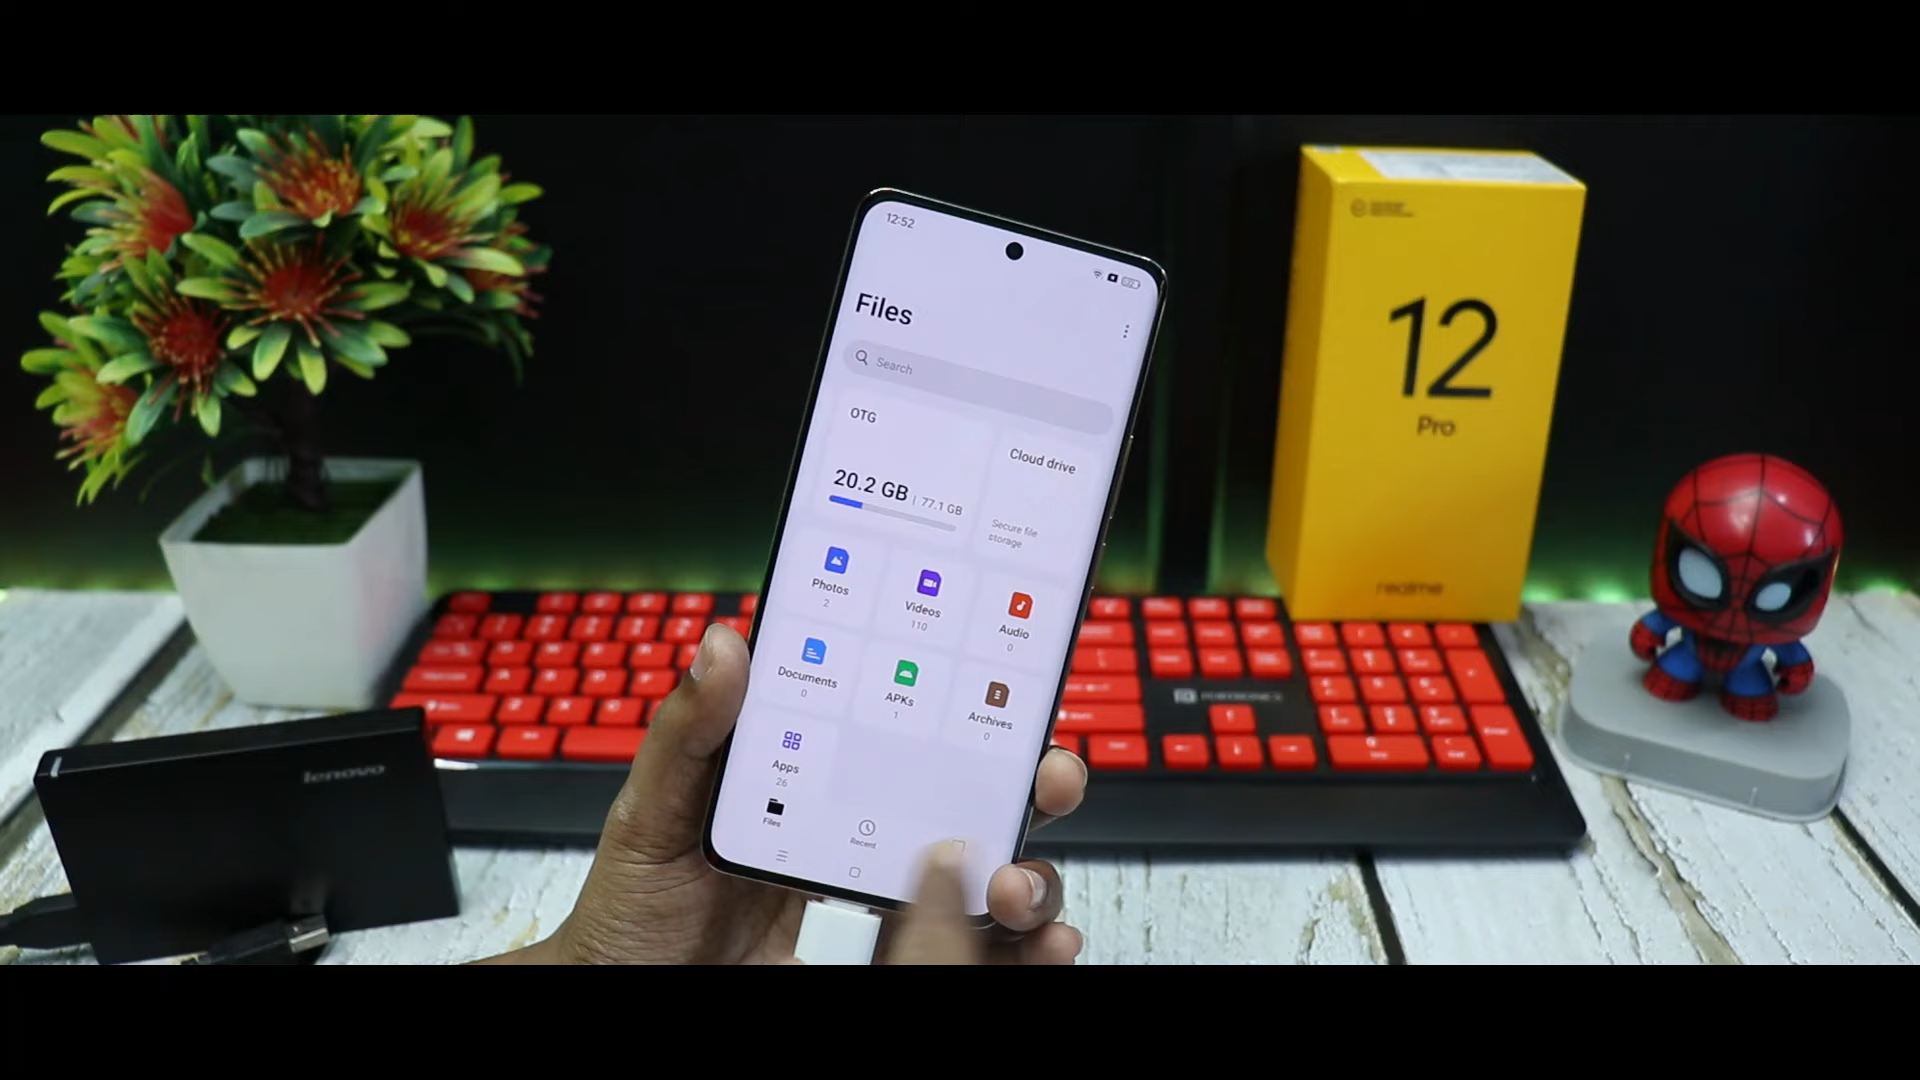 12:52
Files
Search
OTG
20.2 GB | 77.1 GB
Cloud drive
Secure file
storage
Photos
2
Videos
110
Audio
0
Documents
0
APKs
1
Archives
0
Apps
26
Files
Recent
12
Pro
realme
lenovo